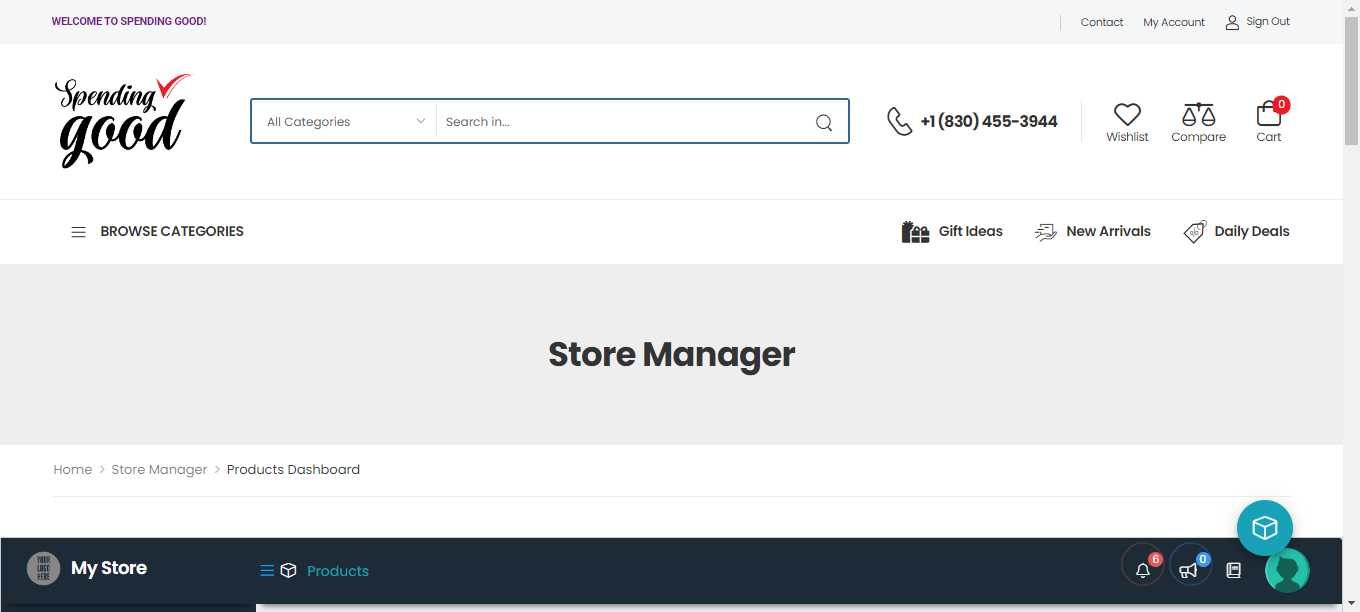 WELCOME TO SPENDING GOOD!
Contact My Account Sign Out
Spending
good
All Categories Search in...
+1 (830) 455-3944
Wishlist Compare 0 Cart
BROWSE CATEGORIES Gift Ideas New Arrivals Daily Deals
Store Manager
Home > Store Manager > Products Dashboard
YOUR
LOGO
HERE
My Store Products 6 0